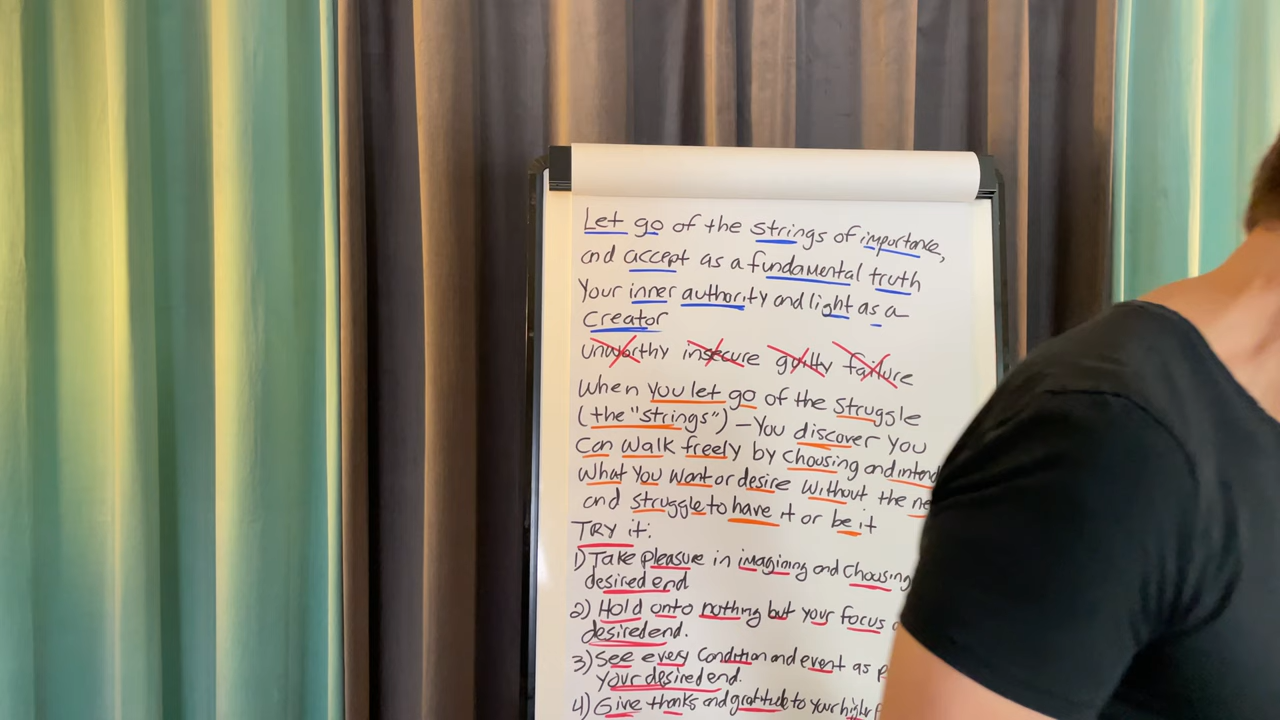 Let go of the strings of importance,
and accept as a fundamental truth
Your inner authority and light as a
Creator
unworthy insecure guilty failure
When you let go of the struggle
(the "strings") – You discover you
Can walk freely by choosing and
What You Want or desire Without the
and struggle to have it or be it
TRY it:
1) Take pleasure in imagining and Choosing
desired end
2) Hold onto nothing but your focus
desired end.
3) See every Condition and event as
your desired end.
4) Give thanks and gratitude to Your higher